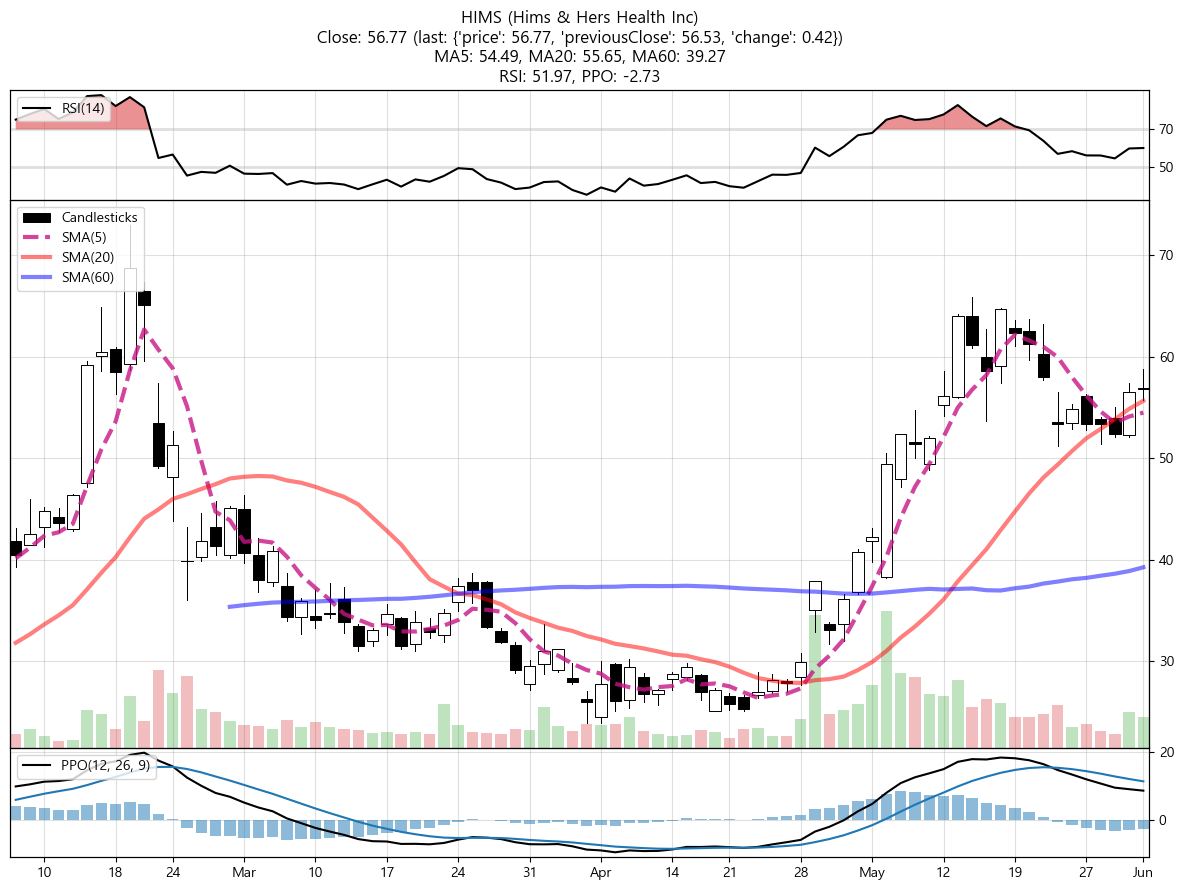 HIMS (Hims & Hers Health Inc)
Close: 56.77 (last: {'price': 56.77, 'previousClose': 56.53, 'change': 0.42})
MA5: 54.49, MA20: 55.65, MA60: 39.27
RSI: 51.97, PPO: -2.73
RSI(14)
70
50
Candlesticks
SMA(5)
SMA(20)
SMA(60)
70
60
50
40
30
PPO(12, 26, 9)
20
0
10 18 24 Mar 10 17 24 31 Apr 14 21 28 May 12 19 27 Jun